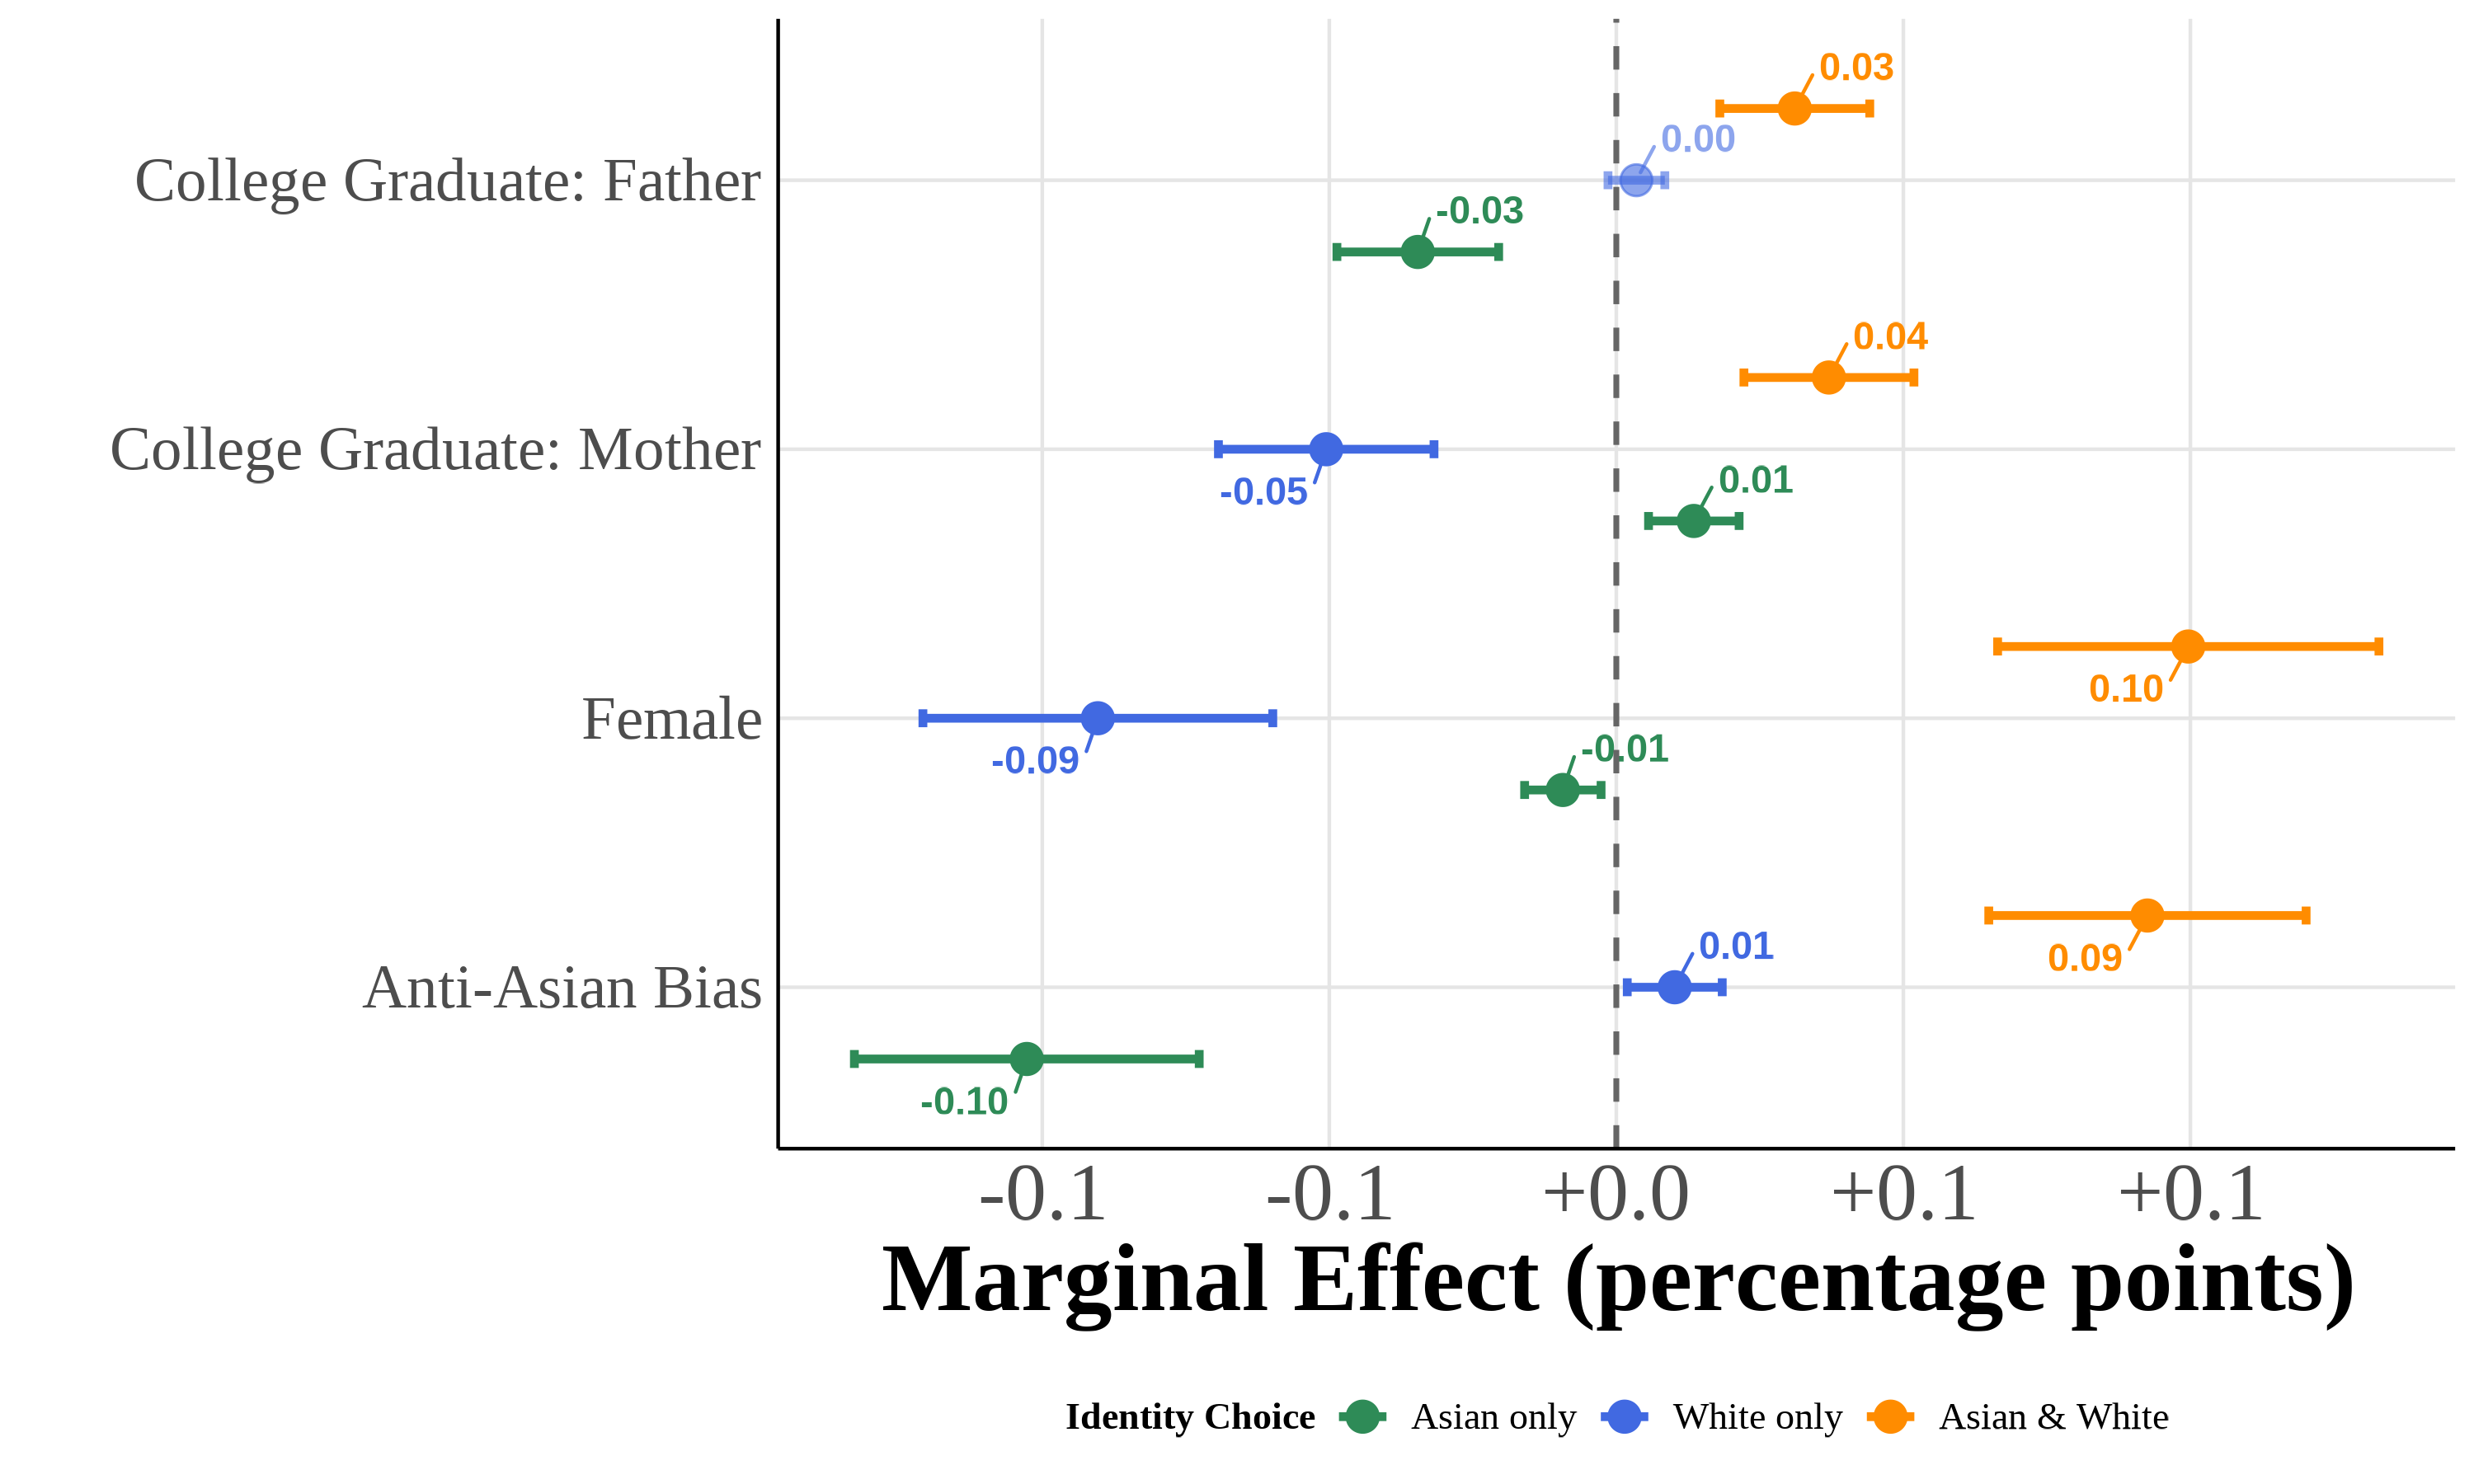 0.03
College Graduate: Father
0.00
-0.03
0.04
College Graduate: Mother
-0.05
0.01
0.10
Female
-0.09
-0.01
0.09
Anti-Asian Bias
0.01
-0.10
-0.1 -0.1 +0.0 +0.1 +0.1
Marginal Effect (percentage points)
Identity Choice Asian only White only Asian & White